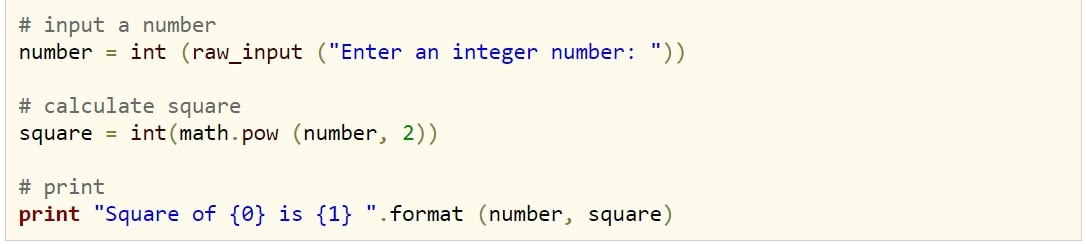 # input a number
number = int (raw_input ("Enter an integer number: "))
# calculate square
square = int(math.pow (number, 2))
# print
print "Square of {0} is {1} ".format (number, square)